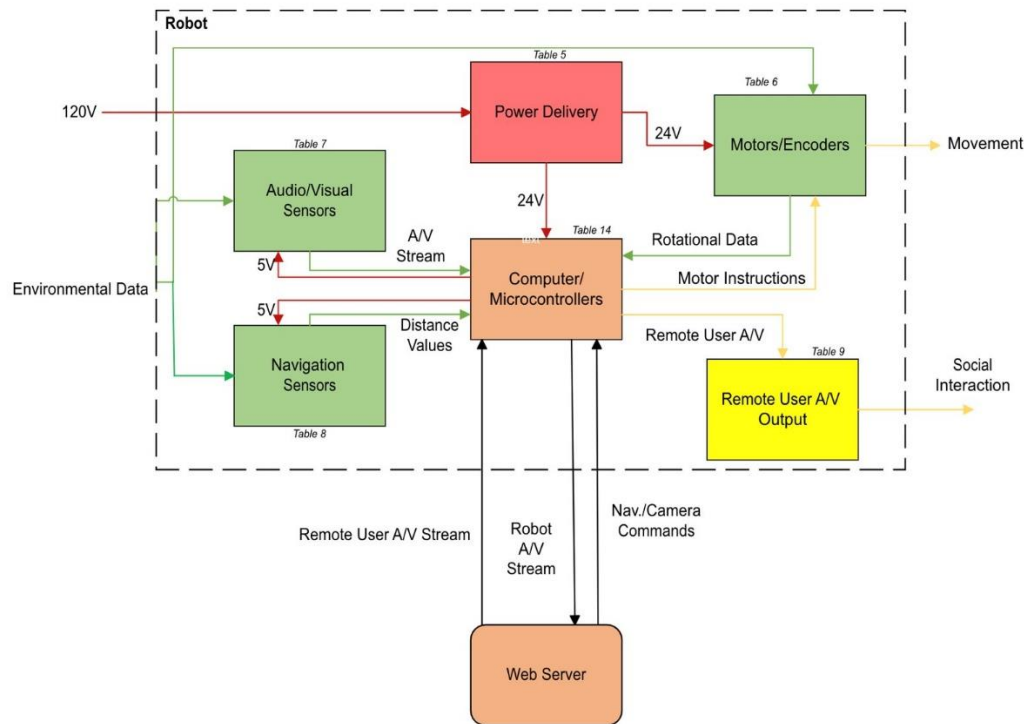 Robot
Table 5
Power Delivery
Table 6
Motors/Encoders
120V
24V
Movement
Table 7
Audio/Visual
Sensors
24V
Table 14
A/V
Stream
5V
Computer/
Microcontrollers
Rotational Data
Motor Instructions
Environmental Data
5V
Distance
Values
Navigation
Sensors
Table 8
Remote User A/V
Table 9
Remote User A/V
Output
Social
Interaction
Remote User A/V Stream
Robot
A/V
Stream
Nav./Camera
Commands
Web Server